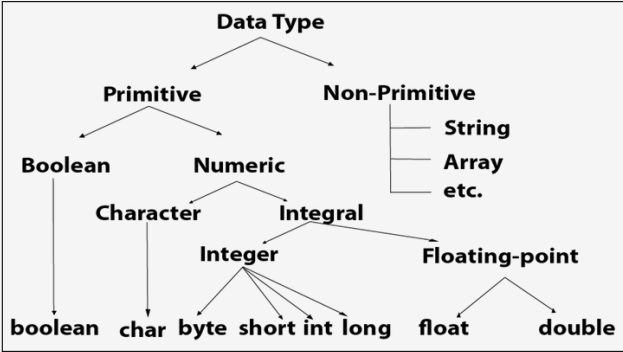 Data Type
Primitive
Non-Primitive
String
Array
etc.
Boolean
Numeric
Character
Integral
Integer
Floating-point
boolean
char
byte
short
int
long
float
double